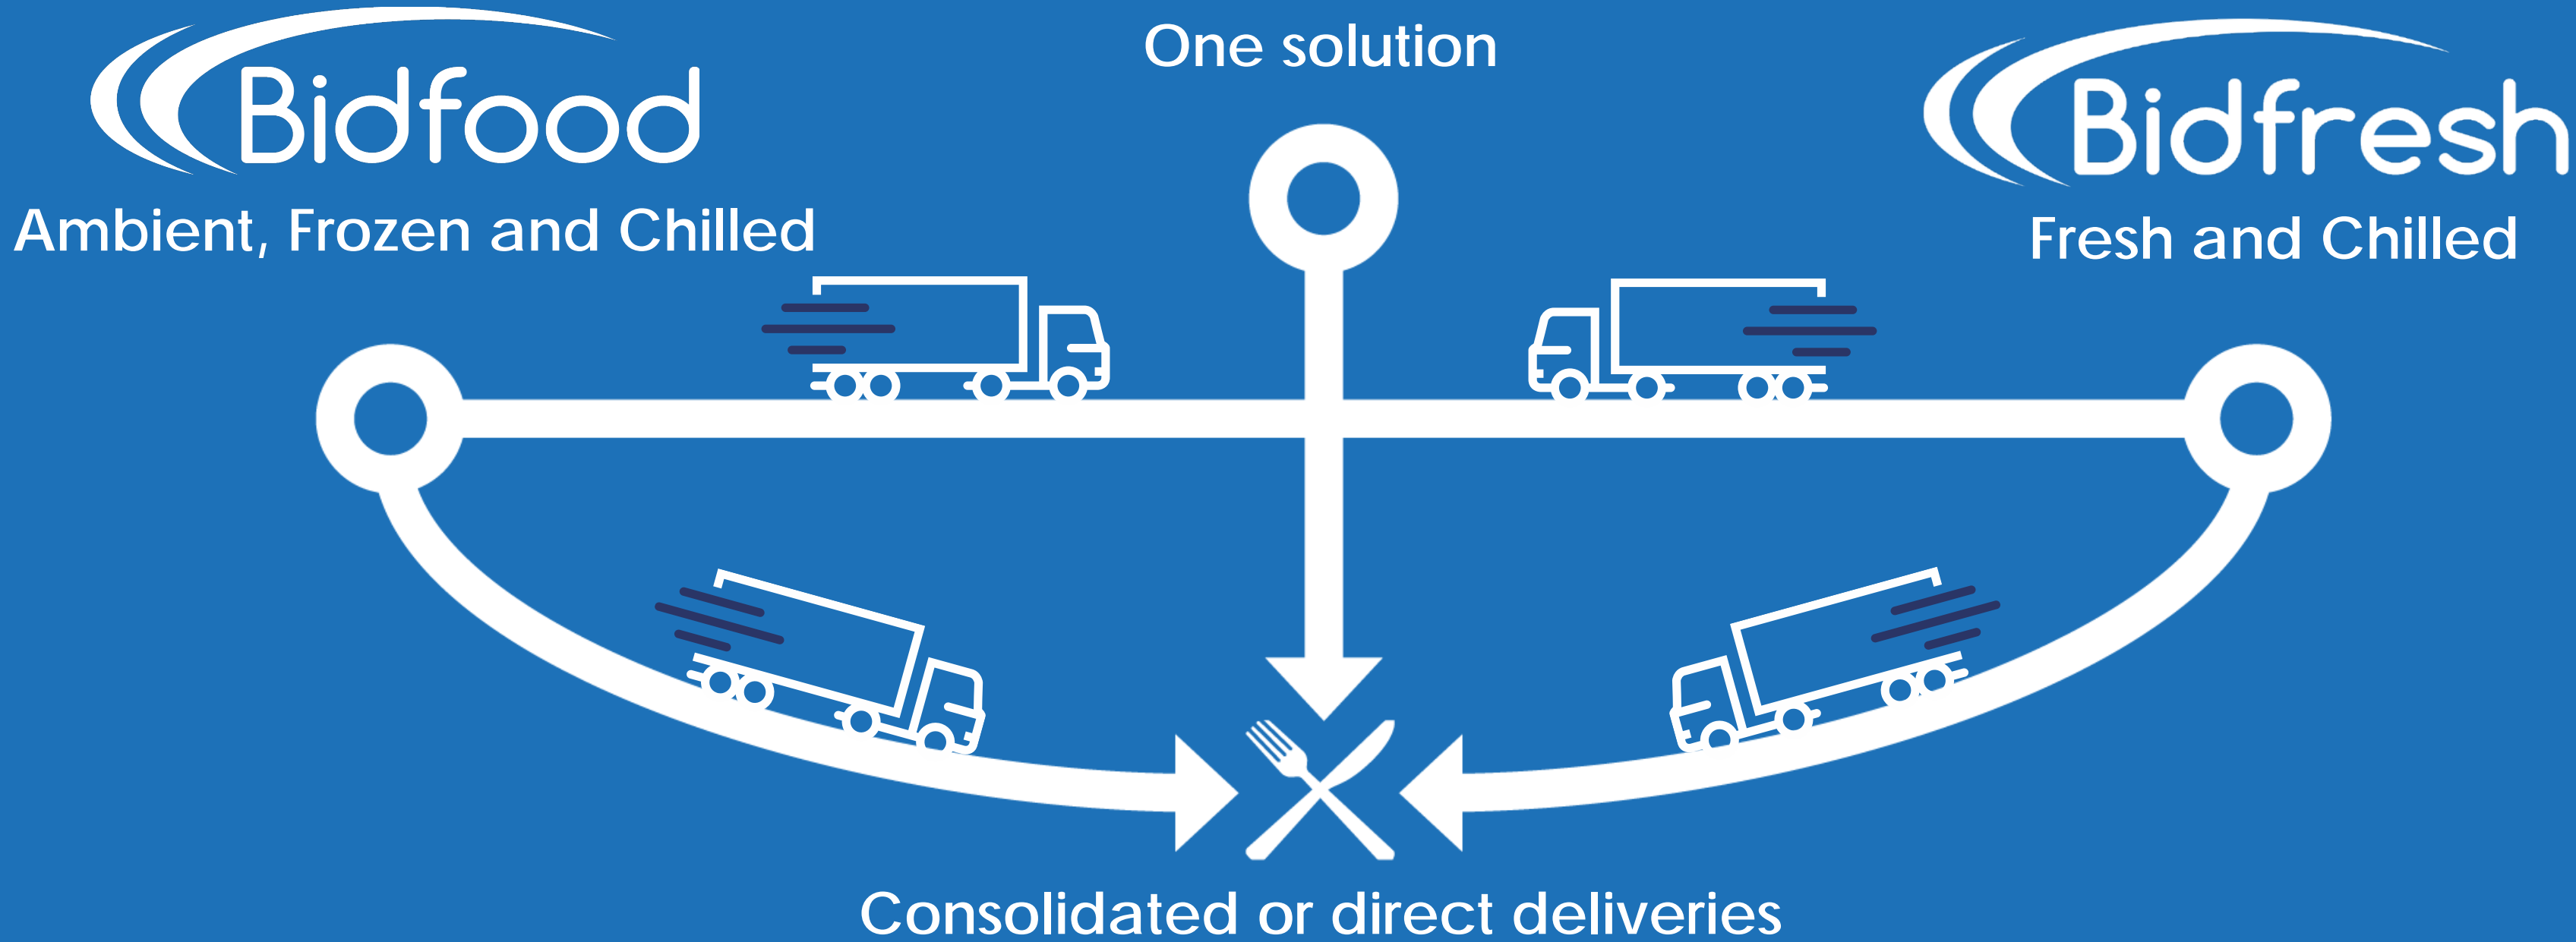 Bidfood
Ambient, Frozen and Chilled
One solution
Bidfresh
Fresh and Chilled
Consolidated or direct deliveries